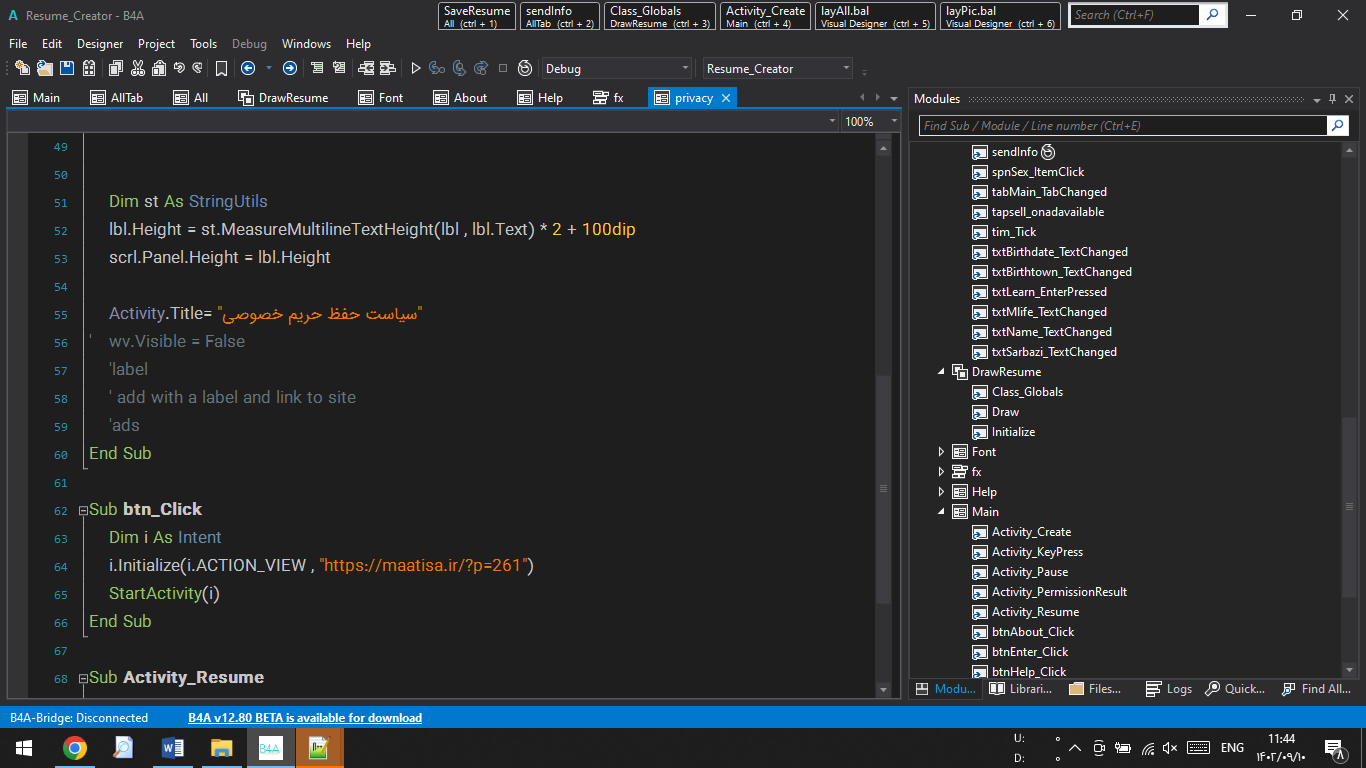 Resume_Creator - B4A
SaveResume
All (ctrl + 1)
sendInfo
AllTab (ctrl + 2)
Class_Globals
DrawResume (ctrl + 3)
Activity_Create
Main (ctrl + 4)
layAll.bal
Visual Designer (ctrl + 5)
layPic.bal
Visual Designer (ctrl + 6)
Search (Ctrl+F)
File Edit Designer Project Tools Debug Windows Help
Debug
Resume_Creator
Main AllTab All DrawResume Font About Help fx privacy
100%
49
50
51 Dim st As StringUtils
52 lbl.Height = st.MeasureMultilineTextHeight(lbl , lbl.Text) * 2 + 100dip
53 scrl.Panel.Height = lbl.Height
54
55 Activity.Title= "سیاست حفظ حریم خصوصی"
56 ' wv.Visible = False
57 'label
58 ' add with a label and link to site
59 'ads
60 End Sub
61
62 Sub btn_Click
63 Dim i As Intent
64 i.Initialize(i.ACTION_VIEW , "https://maatisa.ir/?p=261")
65 StartActivity(i)
66 End Sub
67
68 Sub Activity_Resume
Modules
Find Sub / Module / Line number (Ctrl+E)
sendInfo
spnSex_ItemClick
tabMain_TabChanged
tapsell_onadavailable
tim_Tick
txtBirthdate_TextChanged
txtBirthtown_TextChanged
txtLearn_EnterPressed
txtMlife_TextChanged
txtName_TextChanged
txtSarbazi_TextChanged
DrawResume
Class_Globals
Draw
Initialize
Font
fx
Help
Main
Activity_Create
Activity_KeyPress
Activity_Pause
Activity_PermissionResult
Activity_Resume
btnAbout_Click
btnEnter_Click
btnHelp_Click
Modu... Librari... Files... Logs Quick... Find All...
B4A-Bridge: Disconnected
B4A v12.80 BETA is available for download
B4A
U: °
D: °
ENG
11:44
۱۴۰۲/۰۹/۱۰
۸